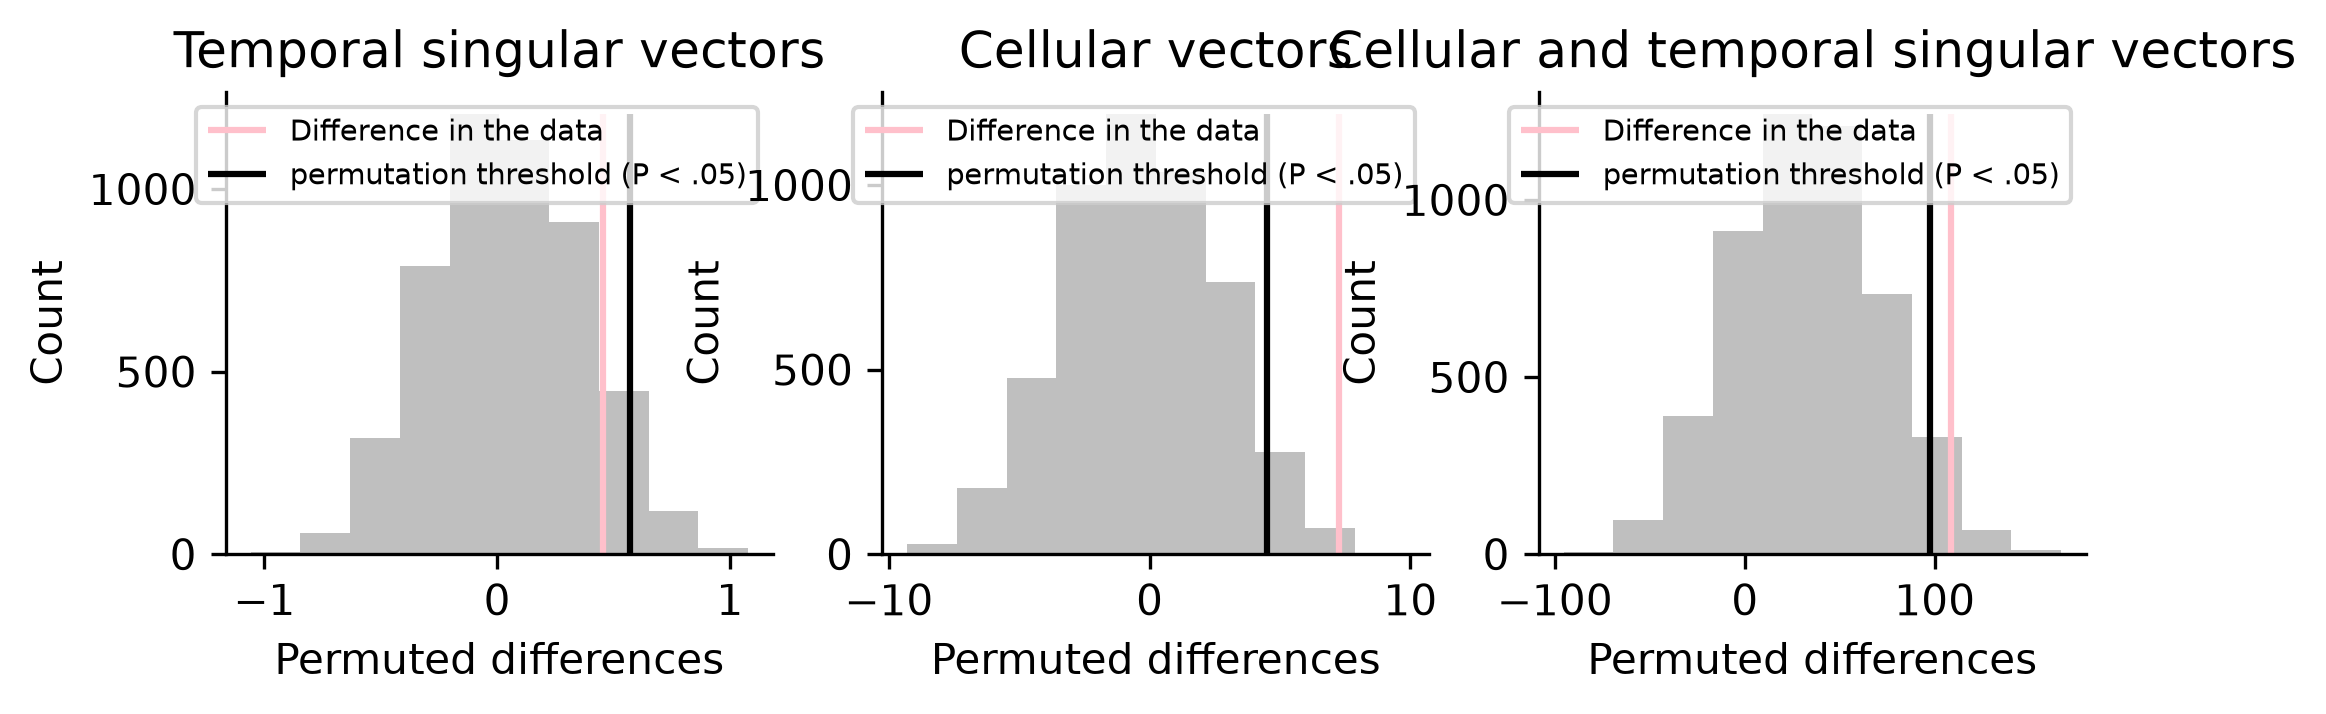 Temporal singular vectors
Difference in the data
permutation threshold (P < .05)
1000
500
0
Count
−1
0
1
Permuted differences
Cellular vectors
Difference in the data
permutation threshold (P < .05)
1000
500
0
Count
−10
0
10
Permuted differences
Cellular and temporal singular vectors
Difference in the data
permutation threshold (P < .05)
1000
500
0
Count
−100
0
100
Permuted differences